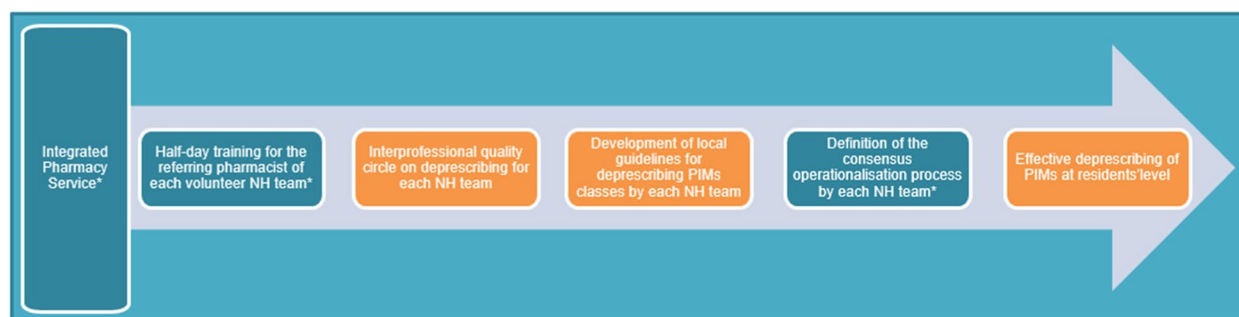 Integrated
Pharmacy
Service*
Half-day training for the
referring pharmacist of
each volunteer NH team*
Interprofessional quality
circle on deprescribing for
each NH team
Development of local
guidelines for
deprescribing PIMs
classes by each NH team
Definition of the
consensus
operationalisation process
by each NH team*
Effective deprescribing of
PIMs at residents'level